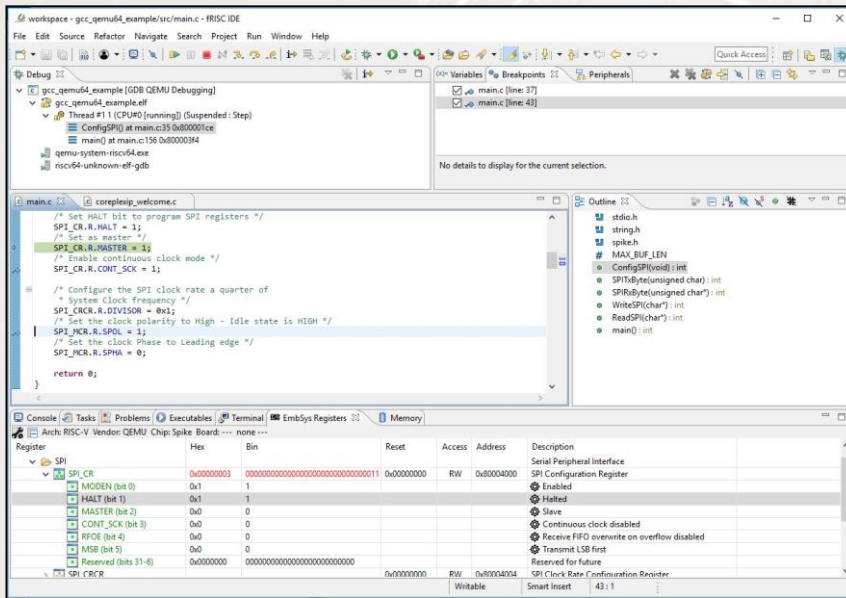 workspace - gcc_qemu64_example/src/main.c - fRISC IDE
File Edit Source Refactor Navigate Search Project Run Window Help
Quick Access
Debug
gcc_qemu64_example [GDB QEMU Debugging]
gcc_qemu64_example.elf
Thread #1 1 (CPU#0 [running]) (Suspended : Step)
ConfigSPI() at main.c:35 0x800001ce
main() at main.c:156 0x800003f4
qemu-system-riscv64.exe
riscv64-unknown-elf-gdb
(x)= Variables Breakpoints Peripherals
main.c [line: 37]
main.c [line: 43]
No details to display for the current selection.
main.c coreplexip_welcome.c
/* Set HALT bit to program SPI registers */
SPI_CR.R.HALT = 1;
/* Set as master */
SPI_CR.R.MASTER = 1;
/* Enable continuous clock mode */
SPI_CR.R.CONT_SCK = 1;
/* Configure the SPI clock rate a quarter of
* System Clock frequency */
SPI_CRCR.R.DIVISOR = 0x1;
/* Set the clock polarity to High - Idle state is HIGH */
SPI_MCR.R.SPOL = 1;
/* Set the clock Phase to Leading edge */
SPI_MCR.R.SPHA = 0;
return 0;
}
Outline
stdio.h
string.h
spike.h
# MAX_BUF_LEN
ConfigSPI(void) : int
SPITxByte(unsigned char) : int
SPIRxByte(unsigned char*) : int
WriteSPI(char*) : int
ReadSPI(char*) : int
main() : int
Console Tasks Problems Executables Terminal EmbSys Registers Memory
Arch: RISC-V Vendor: QEMU Chip: Spike Board: --- none ---
Register Hex Bin Reset Access Address Description
SPI Serial Peripheral Interface
SPI_CR 0x00000003 00000000000000000000000000000011 0x00000000 RW 0x80004000 SPI Configuration Register
MODEN (bit 0) 0x1 1 Enabled
HALT (bit 1) 0x1 1 Halted
MASTER (bit 2) 0x0 0 Slave
CONT_SCK (bit 3) 0x0 0 Continuous clock disabled
RFOE (bit 4) 0x0 0 Receive FIFO overwrite on overflow disabled
MSB (bit 5) 0x0 0 Transmit LSB first
Reserved (bits 31-6) 0x0000000 00000000000000000000000000 Reserved for future
SPI_CRCR 0x00000000 RW 0x80004004 SPI Clock Rate Configuration Register
Writable Smart Insert 43 : 1